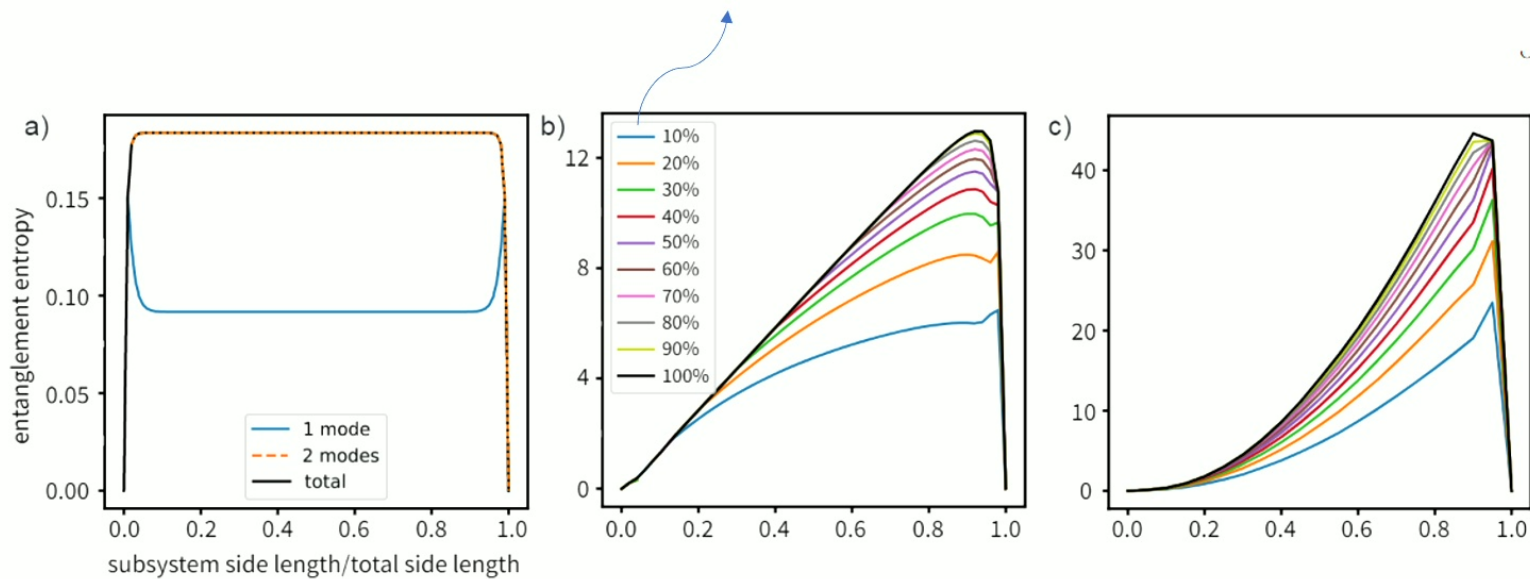 a)
entanglement entropy
0.15
0.10
0.05
0.00
1 mode
2 modes
total
0.0 0.2 0.4 0.6 0.8 1.0
subsystem side length/total side length
b)
12
8
4
0
10%
20%
30%
40%
50%
60%
70%
80%
90%
100%
0.0 0.2 0.4 0.6 0.8 1.0
c)
40
30
20
10
0
0.0 0.2 0.4 0.6 0.8 1.0